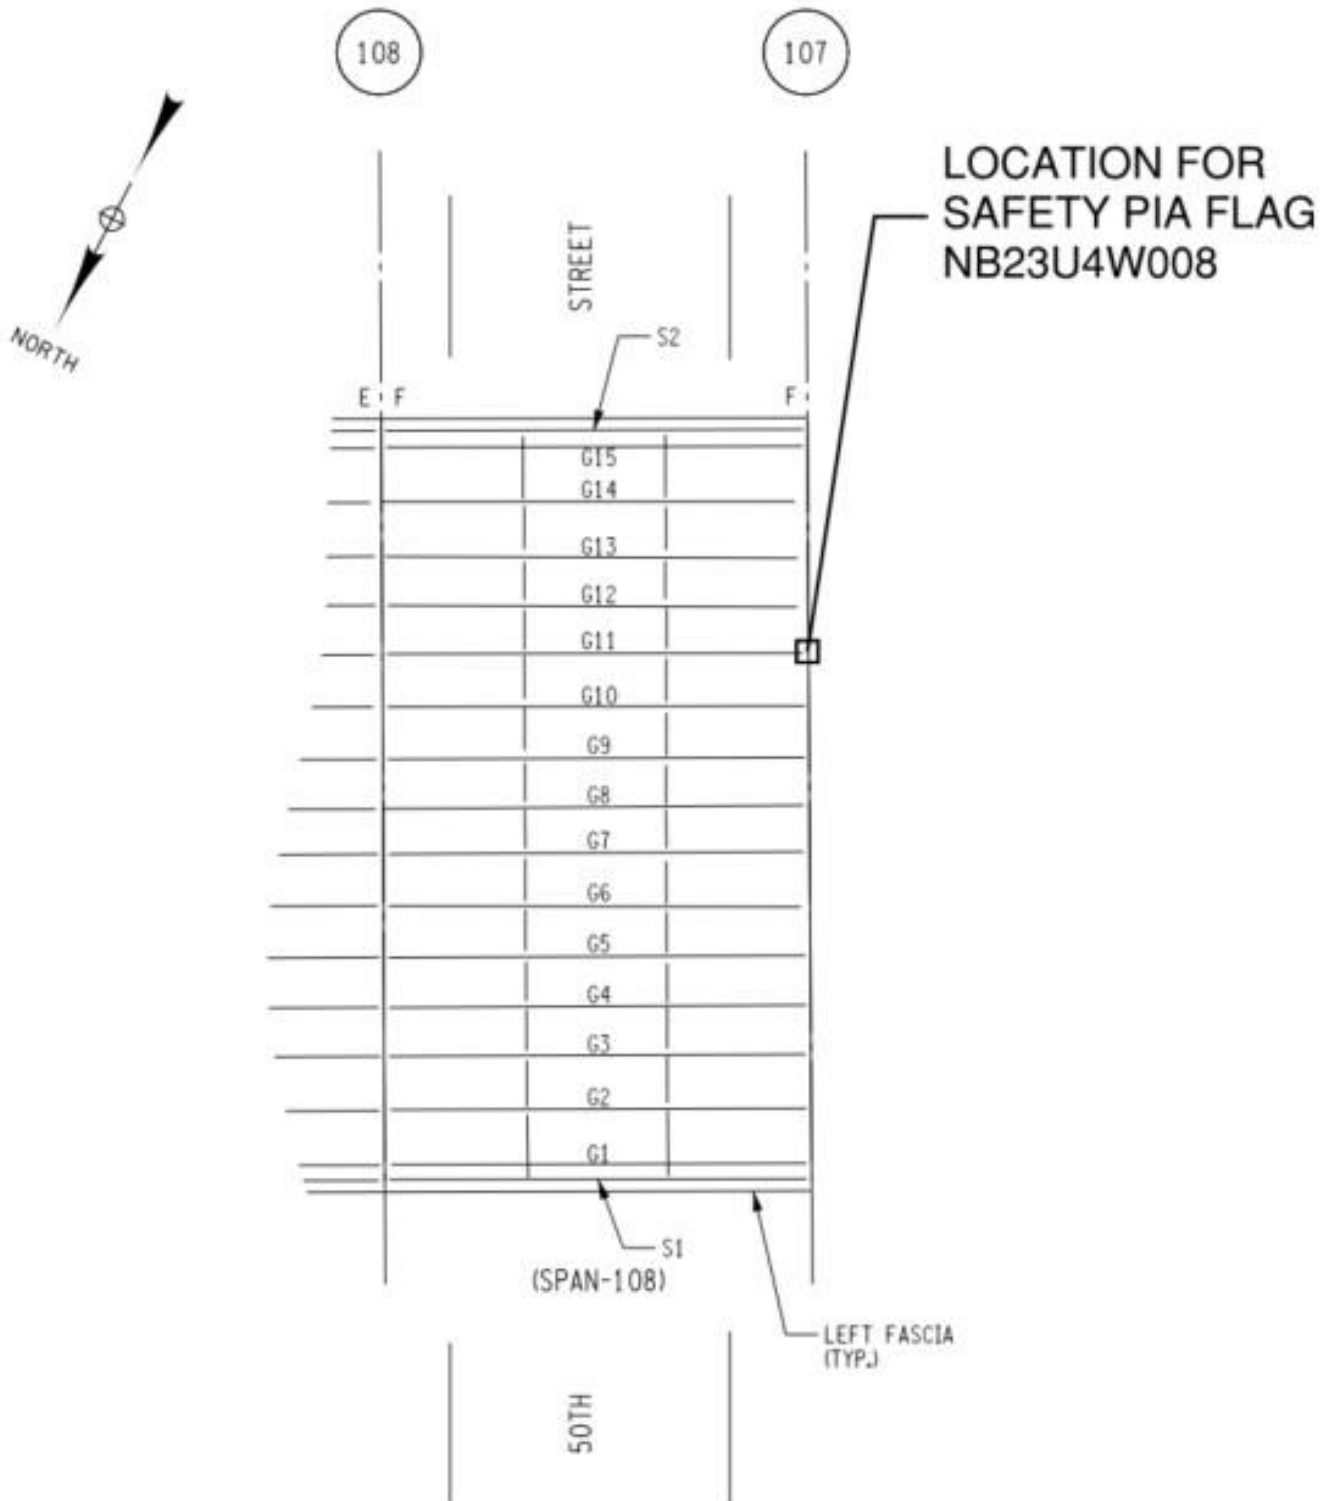 108
107
LOCATION FOR
SAFETY PIA FLAG
NB23U4W008
NORTH
STREET
S2
E F
F
G15
G14
G13
G12
G11
G10
G9
G8
G7
G6
G5
G4
G3
G2
G1
S1
(SPAN-108)
LEFT FASCIA
(TYP.)
50TH